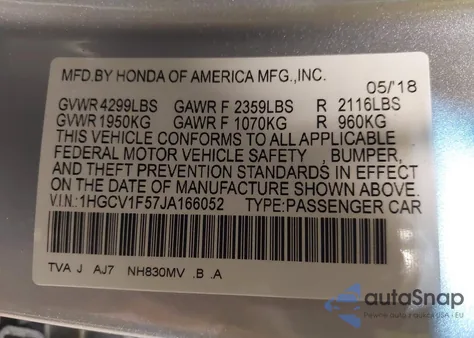 MFD.BY HONDA OF AMERICA MFG.,INC.
05/'18
GVWR 4299LBS GAWR F 2359LBS R 2116LBS
GVWR 1950KG GAWR F 1070KG R 960KG
THIS VEHICLE CONFORMS TO ALL APPLICABLE
FEDERAL MOTOR VEHICLE SAFETY , BUMPER,
AND THEFT PREVENTION STANDARDS IN EFFECT
ON THE DATE OF MANUFACTURE SHOWN ABOVE.
V.I.N.:1HGCV1F57JA166052 TYPE:PASSENGER CAR
TVA J AJ7 NH830MV .B .A
autoSnap